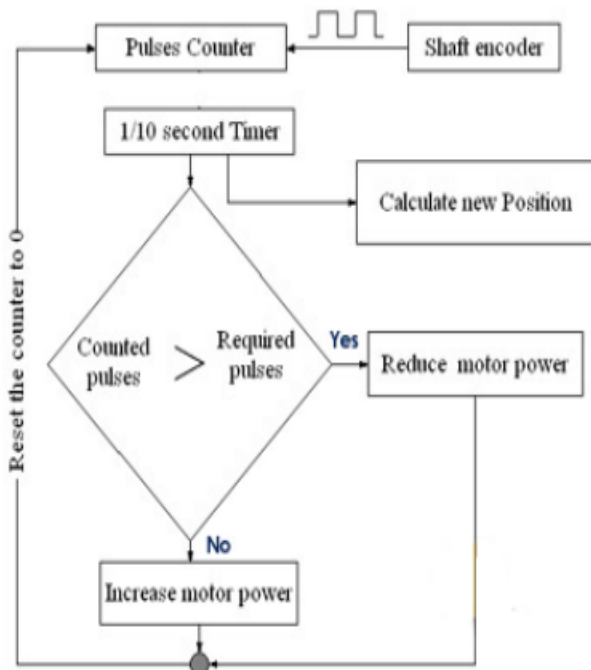 Pulses Counter
Shaft encoder
1/10 second Timer
Calculate new Position
Counted
pulses
>
Required
pulses
Yes
Reduce motor power
No
Increase motor power
Reset the counter to 0